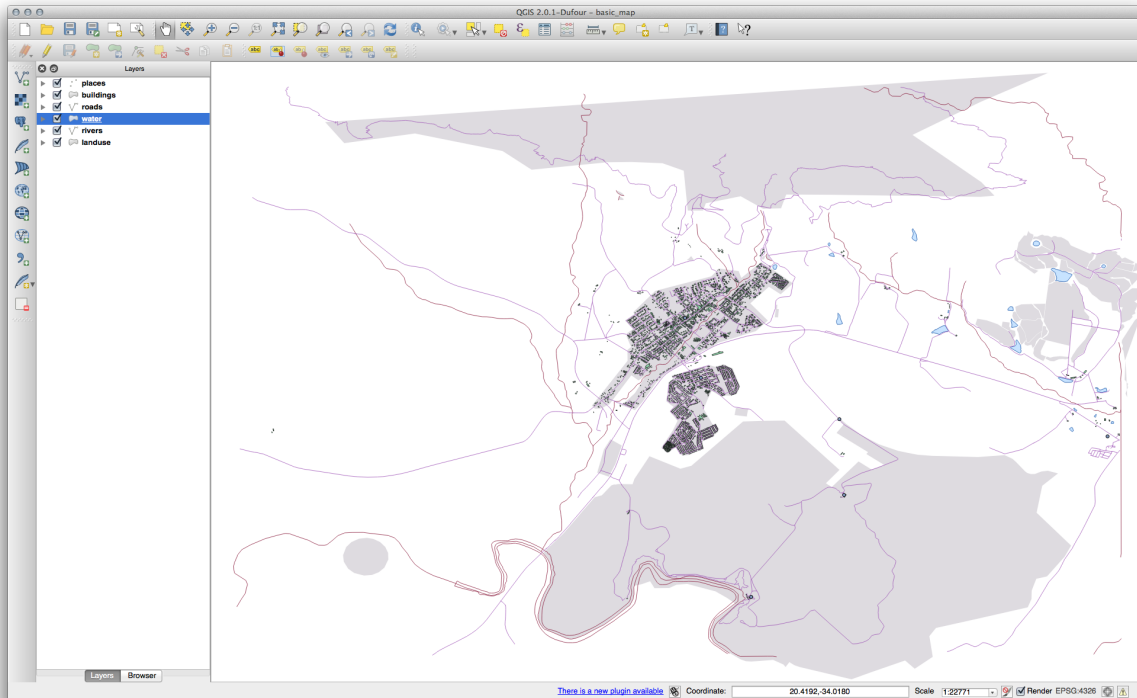 QGIS 2.0.1-Dufour - basic_map
Layers
places
buildings
roads
water
rivers
landuse
Layers Browser
There is a new plugin available Coordinate: 20.4192,-34.0180 Scale 1:22771 Render EPSG:4326